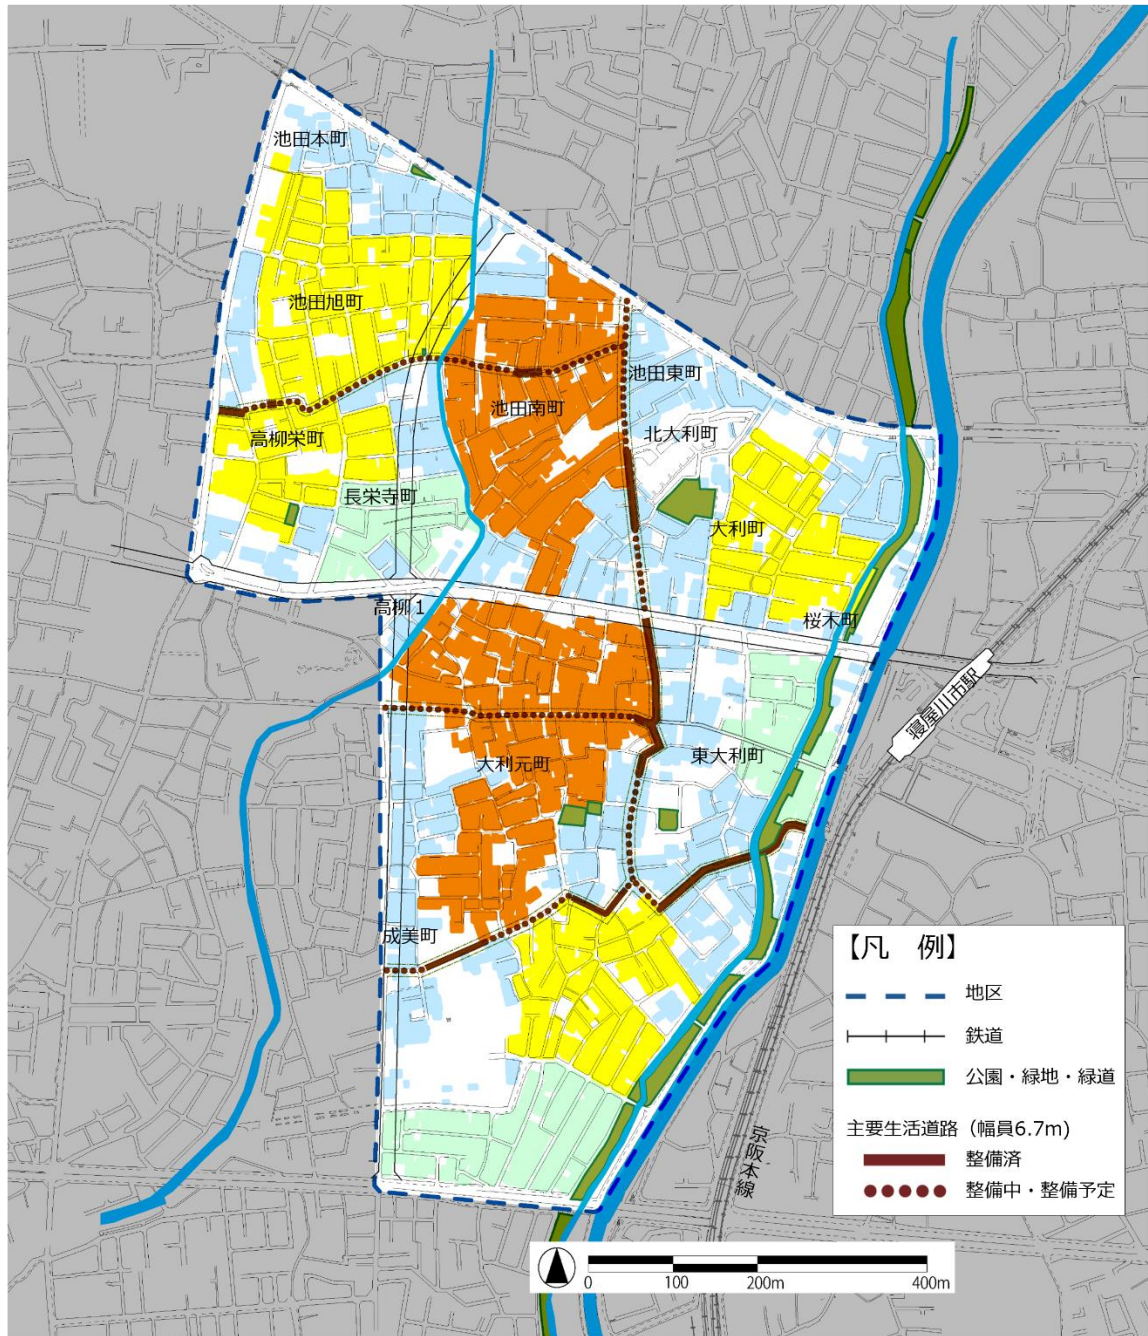 池田本町
池田旭町
池田東町
池田南町
北大利町
高柳栄町
長栄寺町
大利町
高柳1
桜木町
寝屋川市駅
東大利町
大利元町
成美町
京阪本線
【凡 例】
地区
鉄道
公園・緑地・緑道
主要生活道路（幅員6.7m)
整備済
整備中・整備予定
0 100 200m 400m